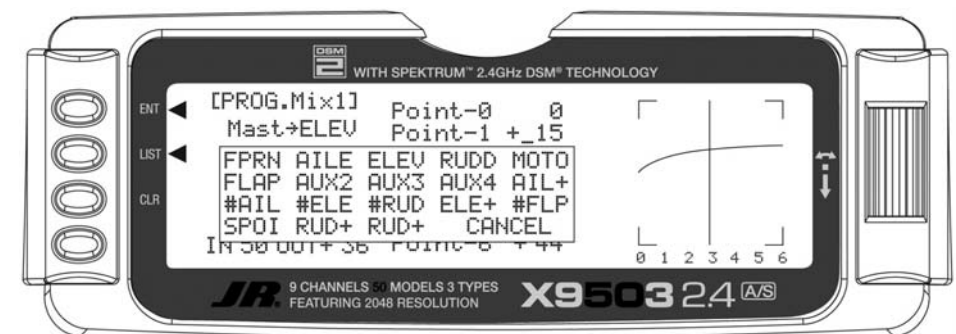 DSM
2
WITH SPEKTRUM™ 2.4GHz DSM® TECHNOLOGY
ENT
LIST
CLR
[PROG.Mix1]
Mast→ELEV
Point-0 0
Point-1 +_15
FPRN AILE ELEV RUDD MOTO
FLAP AUX2 AUX3 AUX4 AIL+
#AIL #ELE #RUD ELE+ #FLP
SPOI RUD+ RUD+ CANCEL
IN 50 OUT+ 36 Point-6 + 44
0 1 2 3 4 5 6
JR. 9 CHANNELS 50 MODELS 3 TYPES
FEATURING 2048 RESOLUTION
X9503 2.4 A/S